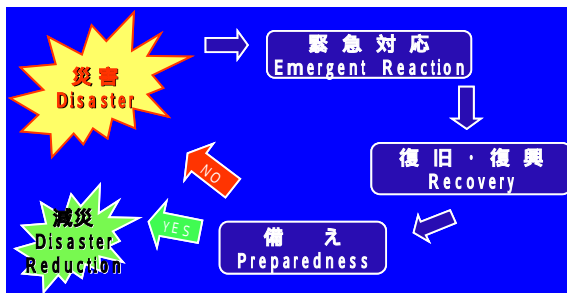 災害
Disaster
緊急対応
Emergent Reaction
復旧・復興
Recovery
備え
Preparedness
NO
YES
減災
Disaster
Reduction